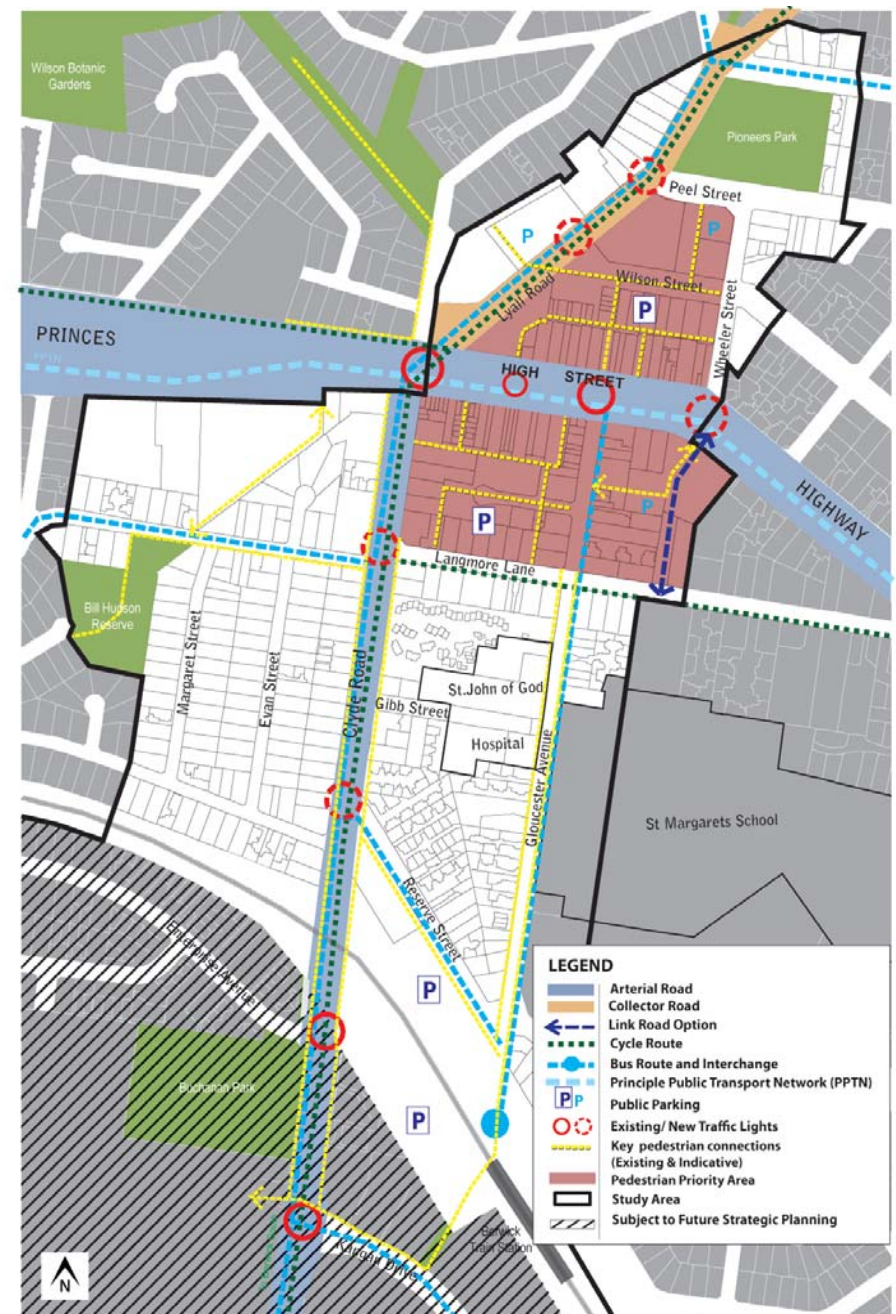 Wilson Botanic
Gardens
Pioneers Park
Peel Street
P
P
Wilson Street
Lyall Road
P
Wheeler Street
PRINCES
PPTN
HIGH STREET
HIGHWAY
P
P
Langmore Lane
Bill Hudson
Reserve
Margaret Street
Evan Street
Clyde Road
Gibb Street
St.John of God
Hospital
Gloucester Avenue
St Margarets School
Reserve Street
Enterprise Avenue
P
Buchanan Park
P
Berwick
Train Station
Kangan Drive
N
LEGEND
Arterial Road
Collector Road
Link Road Option
Cycle Route
Bus Route and Interchange
Principle Public Transport Network (PPTN)
P P Public Parking
Existing/ New Traffic Lights
Key pedestrian connections
(Existing & Indicative)
Pedestrian Priority Area
Study Area
Subject to Future Strategic Planning